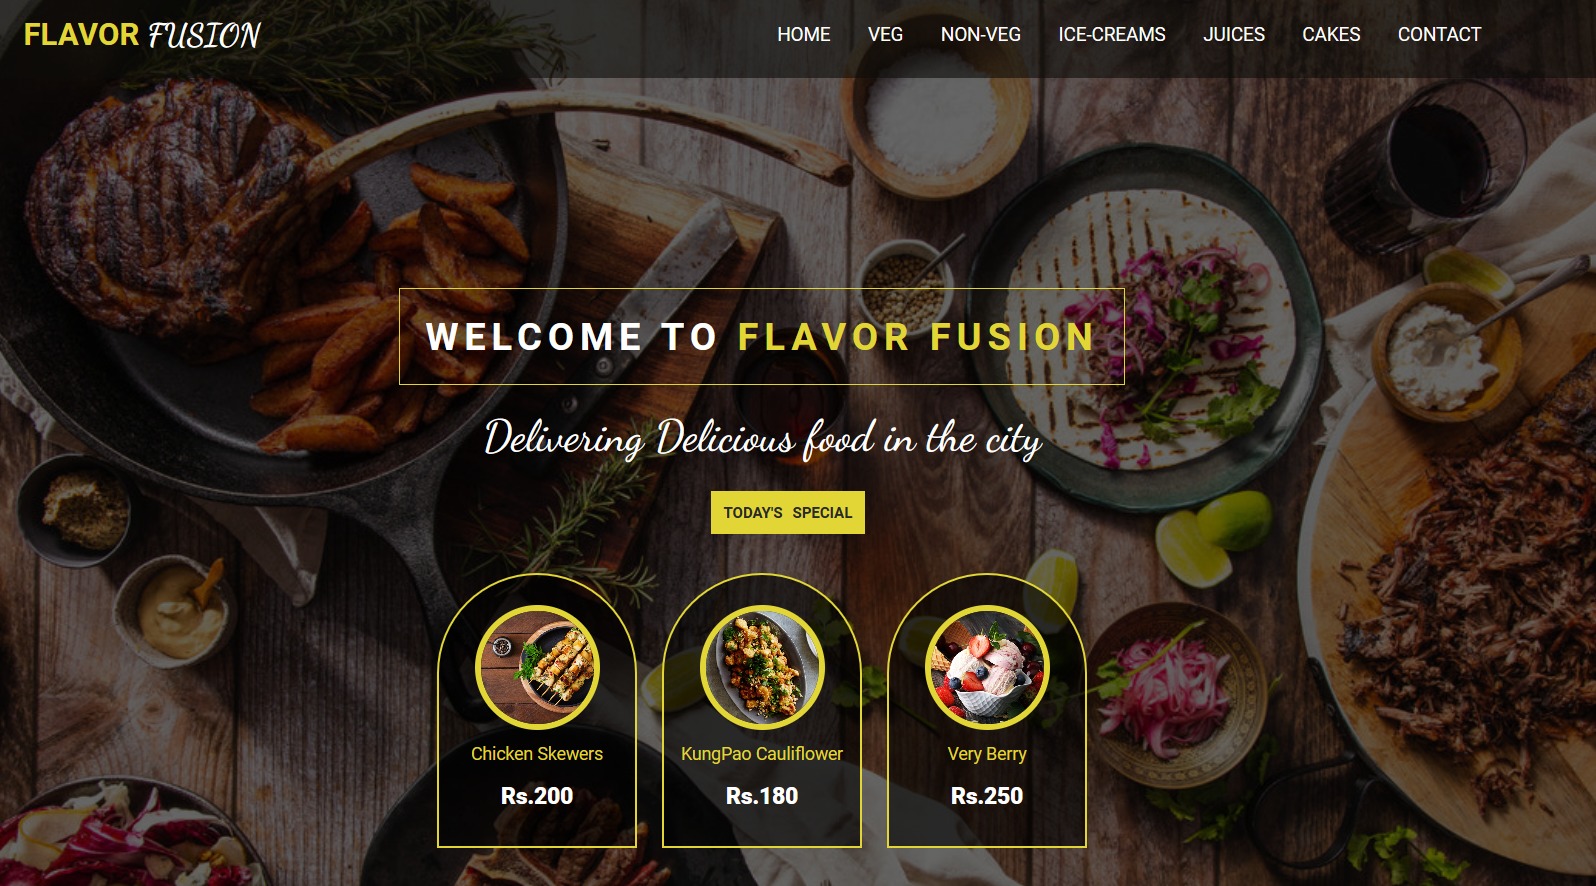 FLAVOR FUSION
HOME VEG NON-VEG ICE-CREAMS JUICES CAKES CONTACT
WELCOME TO FLAVOR FUSION
Delivering Delicious food in the city
TODAY'S SPECIAL
Chicken Skewers
Rs.200
KungPao Cauliflower
Rs.180
Very Berry
Rs.250